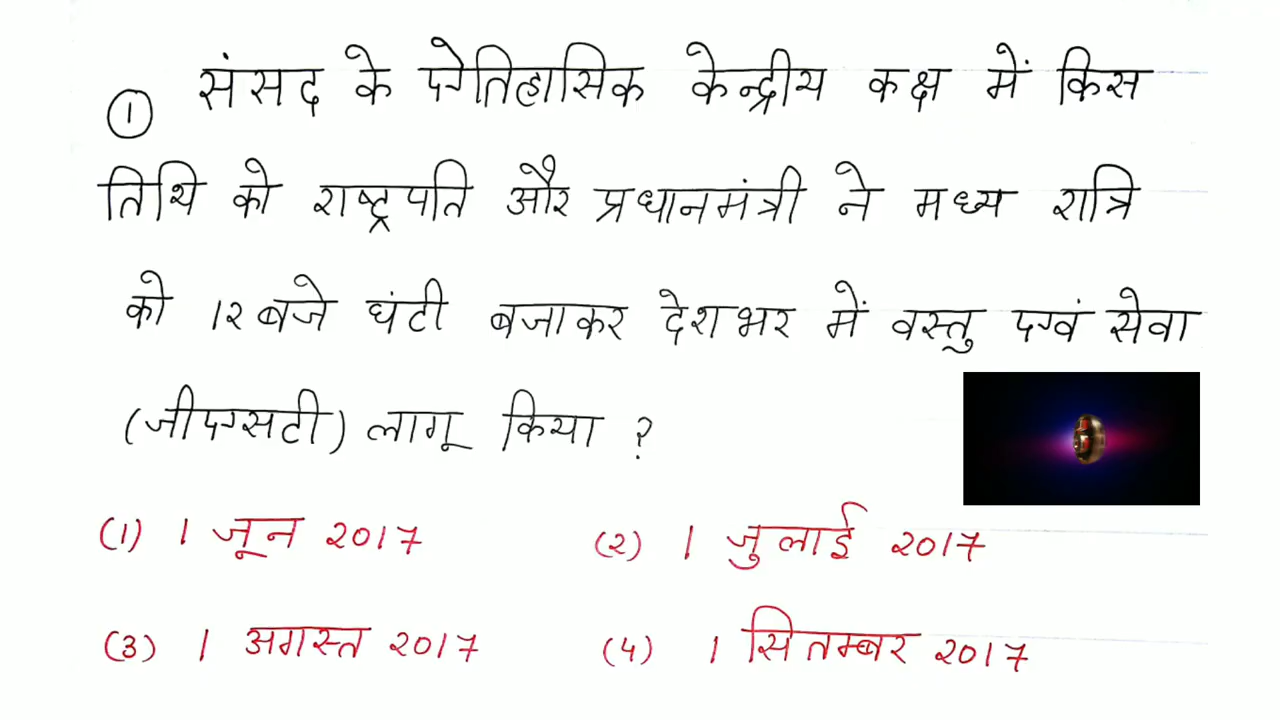 ① संसद के ऐतिहासिक केन्द्रीय कक्ष में किस
तिथि को राष्ट्रपति और प्रधानमंत्री ने मध्य रात्रि
को 12 बजे घंटी बजाकर देशभर में वस्तु एवं सेवा
(जीएसटी) लागू किया ?
(1) 1 जून 2017 (2) 1 जुलाई 2017
(3) 1 अगस्त 2017 (4) 1 सितम्बर 2017